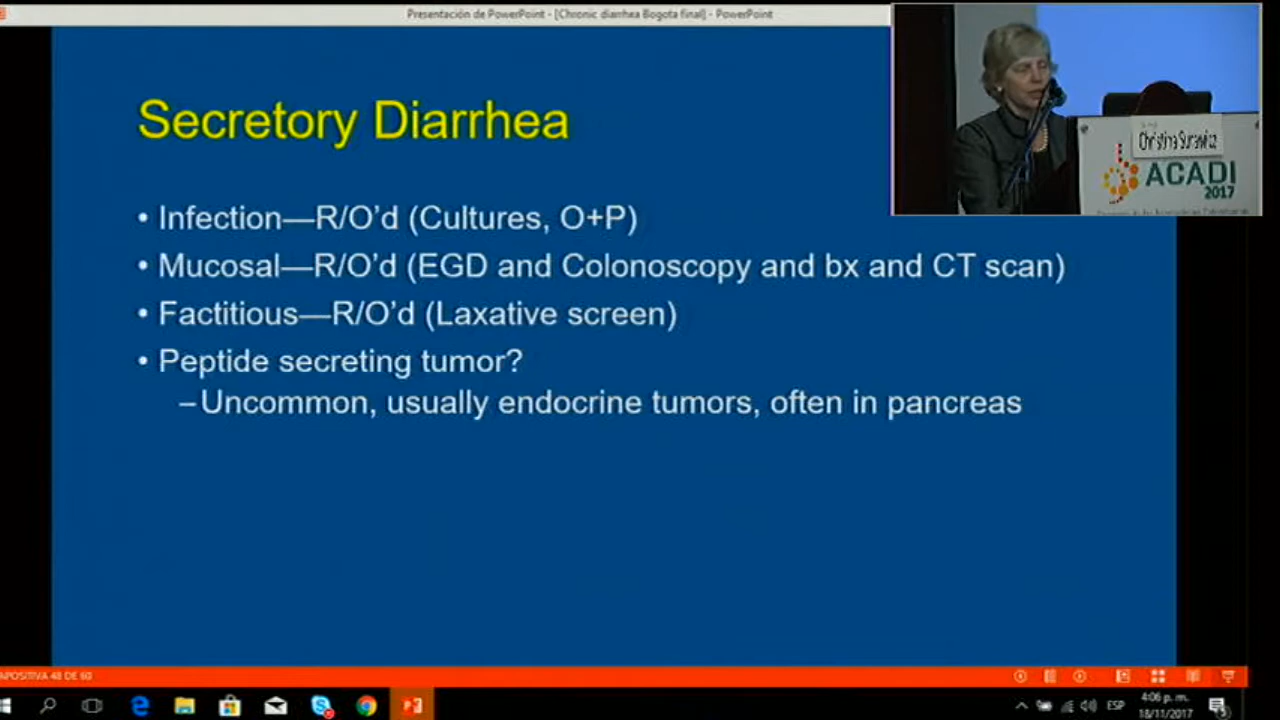 Presentación de PowerPoint - [Chronic diarrhea Bogota final] - PowerPoint
Secretory Diarrhea
• Infection—R/O’d (Cultures, O+P)
• Mucosal—R/O’d (EGD and Colonoscopy and bx and CT scan)
• Factitious—R/O’d (Laxative screen)
• Peptide secreting tumor?
–Uncommon, usually endocrine tumors, often in pancreas
Christina Surawicz
ACADI
2017
APOSITIVA 48 DE 60
ESP
4:06 p. m.
18/11/2017